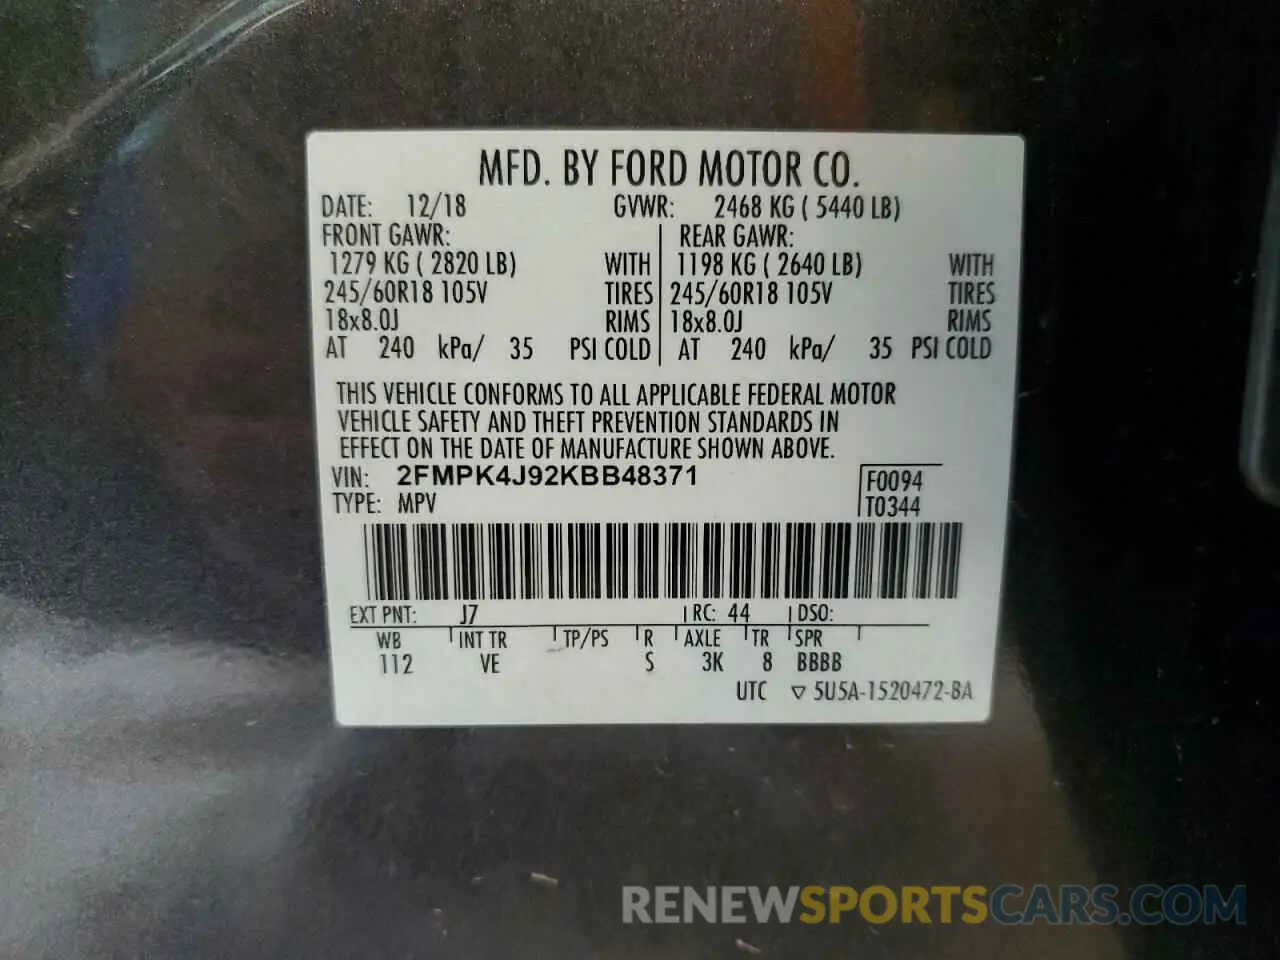 MFD. BY FORD MOTOR CO.
DATE: 12/18 GVWR: 2468 KG ( 5440 LB)
FRONT GAWR: REAR GAWR:
1279 KG ( 2820 LB) WITH 1198 KG ( 2640 LB) WITH
245/60R18 105V TIRES 245/60R18 105V TIRES
18x8.0J RIMS 18x8.0J RIMS
AT 240 kPa/ 35 PSI COLD AT 240 kPa/ 35 PSI COLD
THIS VEHICLE CONFORMS TO ALL APPLICABLE FEDERAL MOTOR
VEHICLE SAFETY AND THEFT PREVENTION STANDARDS IN
EFFECT ON THE DATE OF MANUFACTURE SHOWN ABOVE.
VIN: 2FMPK4J92KBB48371 F0094
TYPE: MPV T0344
EXT PNT: J7 RC: 44 DSO:
WB INT TR TP/PS R AXLE TR SPR
112 VE S 3K 8 BBBB
UTC ▽ 5U5A-1520472-BA
RENEWSPORTSCARS.COM